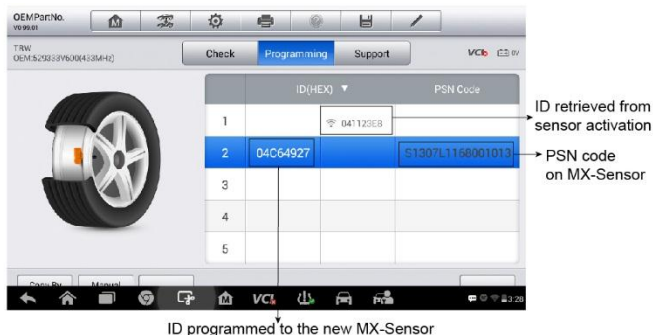 OEMPartNo.
V0 99.01
TRW
OEM:529333V600(433MHz)
Check
Programming
Support
VCI
0V
ID(HEX) ▼
PSN Code
1
041123E8
2
04C64927
S1307L1168001013
3
4
5
Copy By
Manual
VCI
3:28
ID retrieved from
sensor activation
PSN code
on MX-Sensor
ID programmed to the new MX-Sensor